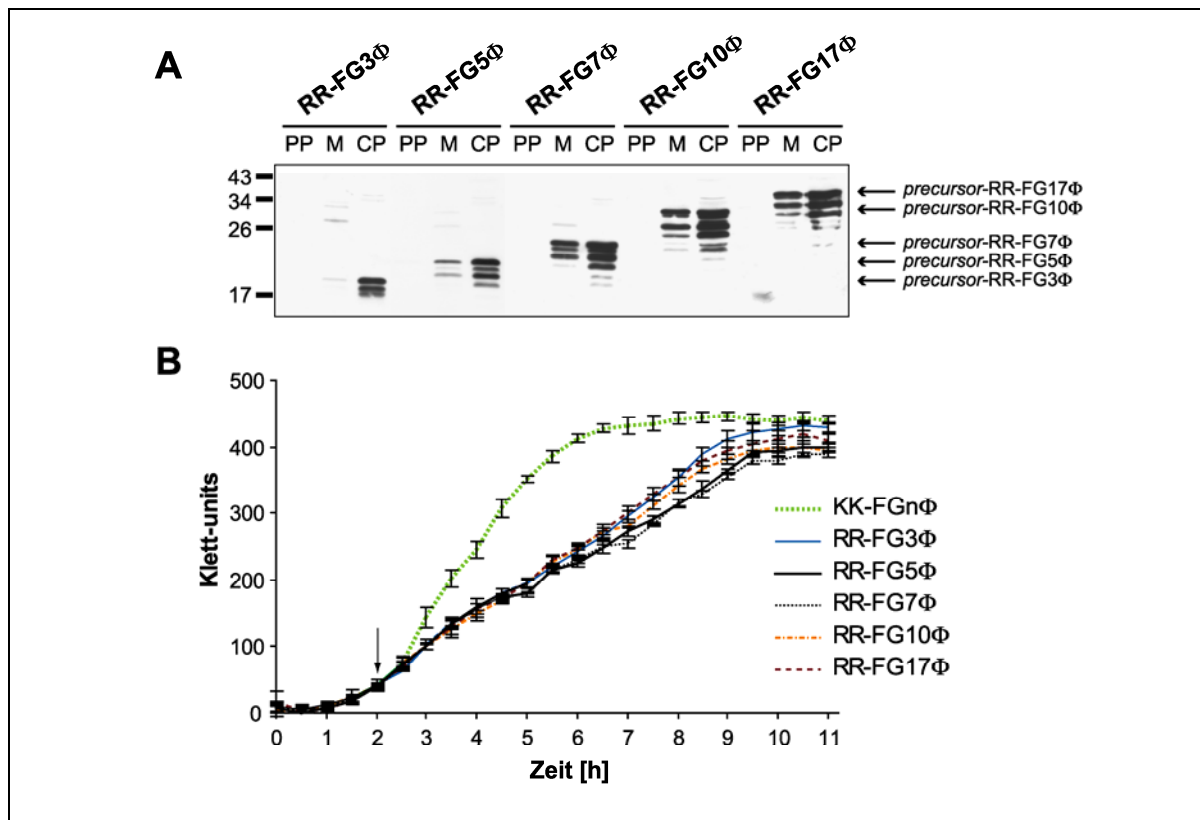 A
RR-FG3Φ RR-FG5Φ RR-FG7Φ RR-FG10Φ RR-FG17Φ
PP M CP PP M CP PP M CP PP M CP PP M CP
43
34
26
17
precursor-RR-FG17Φ
precursor-RR-FG10Φ
precursor-RR-FG7Φ
precursor-RR-FG5Φ
precursor-RR-FG3Φ
B
Klett-units
500
400
300
200
100
0
0 1 2 3 4 5 6 7 8 9 10 11
Zeit [h]
KK-FGnΦ
RR-FG3Φ
RR-FG5Φ
RR-FG7Φ
RR-FG10Φ
RR-FG17Φ